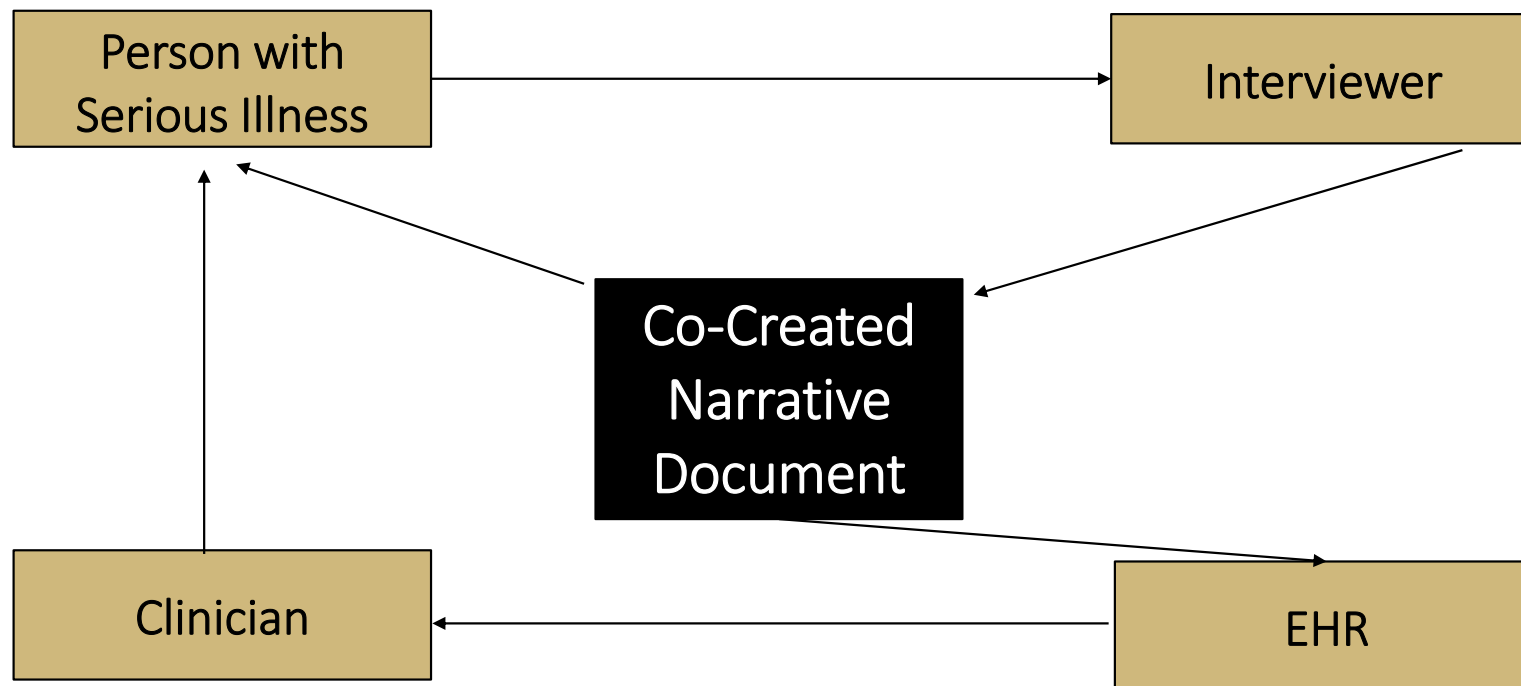 Person with
Serious Illness
Interviewer
Co-Created
Narrative
Document
Clinician
EHR